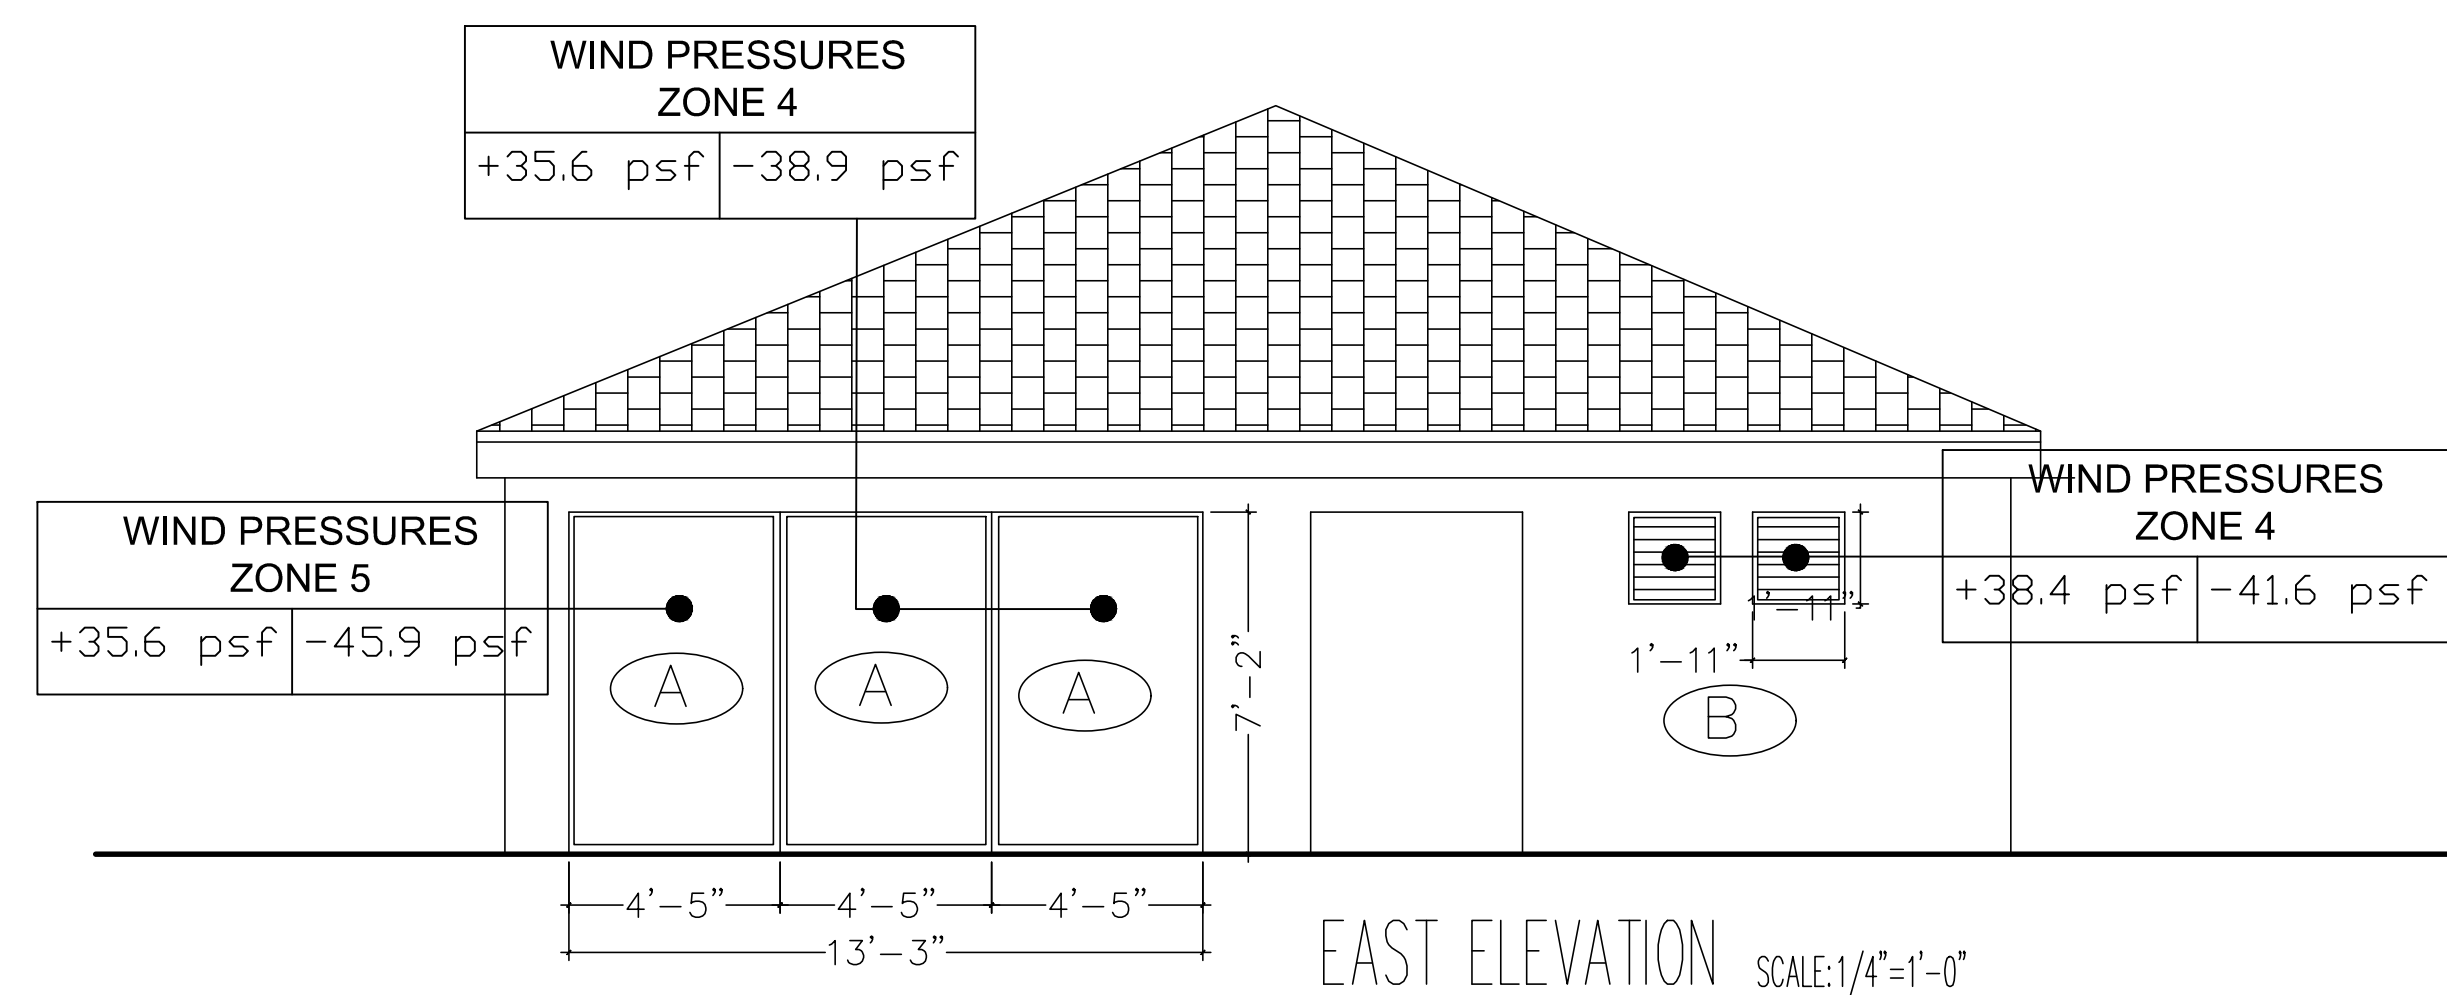 WIND PRESSURES
ZONE 4
+35.6 psf -38.9 psf
WIND PRESSURES
ZONE 4
+38.4 psf -41.6 psf
WIND PRESSURES
ZONE 5
+35.6 psf -45.9 psf
1'-11"
1'-11"
7'-2"
A A A
B
4'-5" 4'-5" 4'-5"
13'-3"
EAST ELEVATION SCALE:1/4"=1'-0"